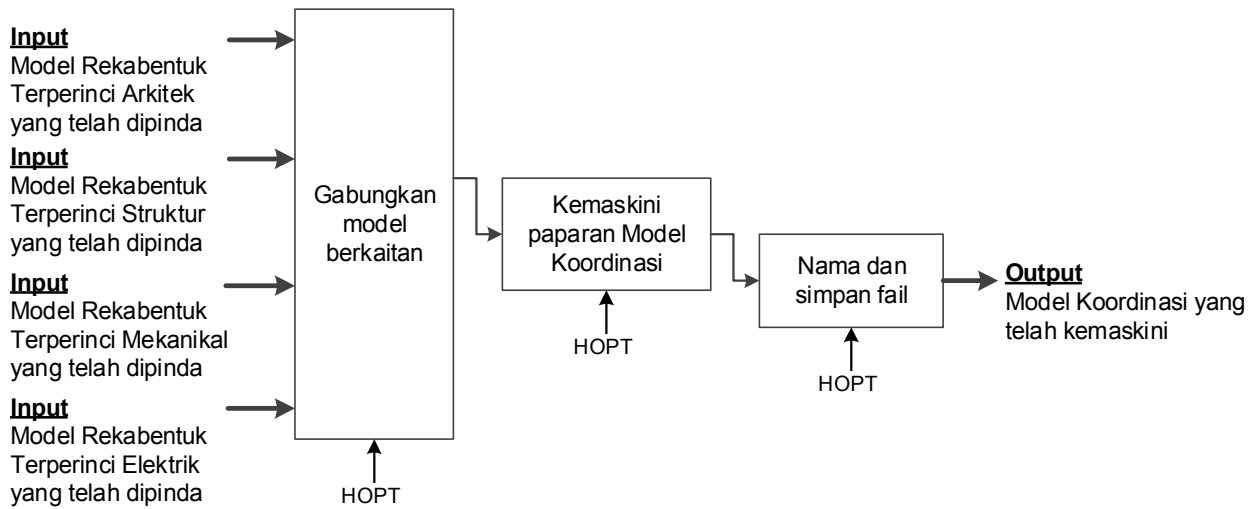 Input
Model Rekabentuk
Terperinci Arkitek
yang telah dipinda
Input
Model Rekabentuk
Terperinci Struktur
yang telah dipinda
Input
Model Rekabentuk
Terperinci Mekanikal
yang telah dipinda
Input
Model Rekabentuk
Terperinci Elektrik
yang telah dipinda
Gabungkan
model
berkaitan
HOPT
Kemaskini
paparan Model
Koordinasi
HOPT
Nama dan
simpan fail
HOPT
Output
Model Koordinasi yang
telah kemaskini